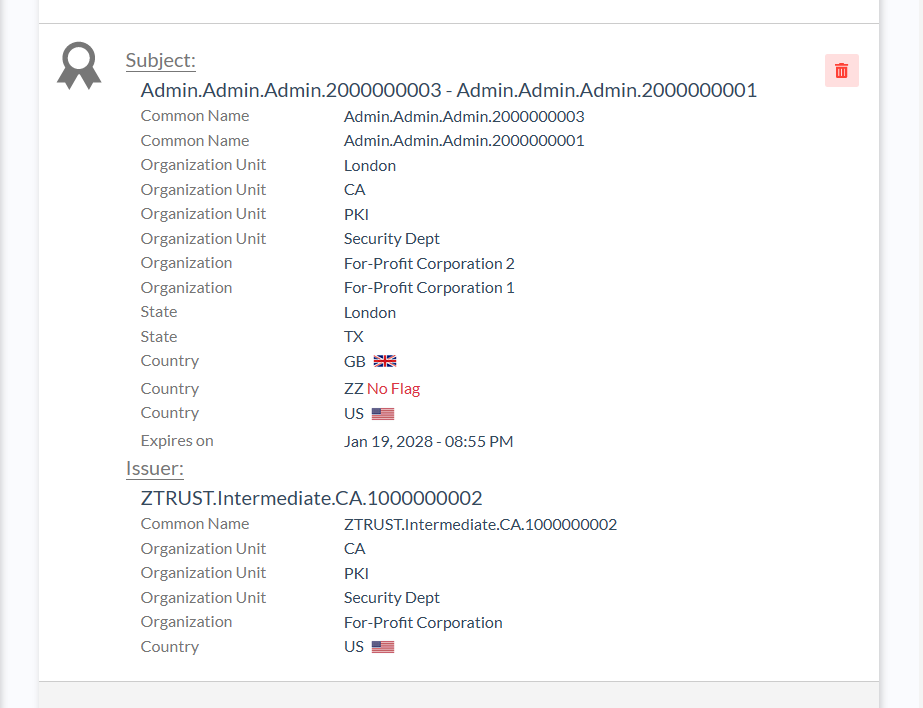 Subject:
Admin.Admin.Admin.2000000003 - Admin.Admin.Admin.2000000001
Common Name Admin.Admin.Admin.2000000003
Common Name Admin.Admin.Admin.2000000001
Organization Unit London
Organization Unit CA
Organization Unit PKI
Organization Unit Security Dept
Organization For-Profit Corporation 2
Organization For-Profit Corporation 1
State London
State TX
Country GB
Country ZZ No Flag
Country US
Expires on Jan 19, 2028 - 08:55 PM
Issuer:
ZTRUST.Intermediate.CA.1000000002
Common Name ZTRUST.Intermediate.CA.1000000002
Organization Unit CA
Organization Unit PKI
Organization Unit Security Dept
Organization For-Profit Corporation
Country US